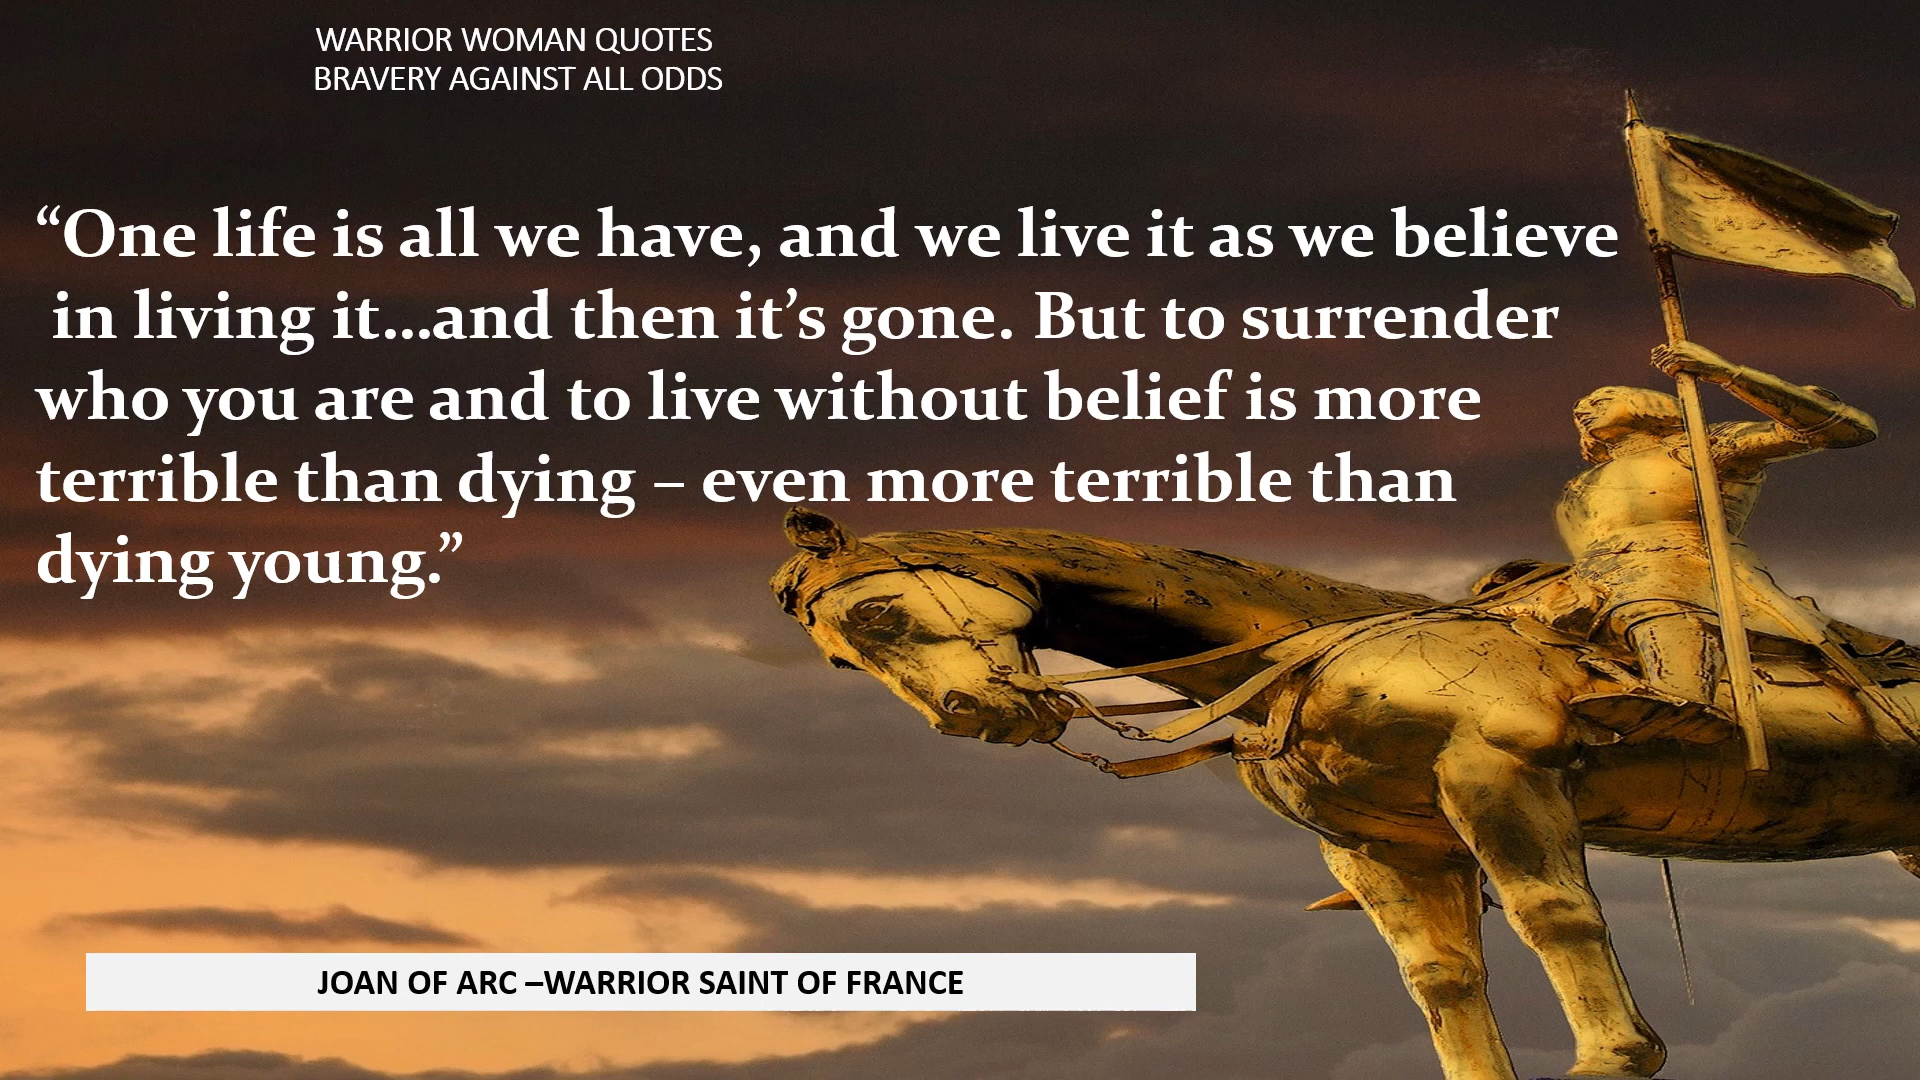 WARRIOR WOMAN QUOTES
BRAVERY AGAINST ALL ODDS
“One life is all we have, and we live it as we believe
in living it…and then it’s gone. But to surrender
who you are and to live without belief is more
terrible than dying – even more terrible than
dying young.”
JOAN OF ARC –WARRIOR SAINT OF FRANCE